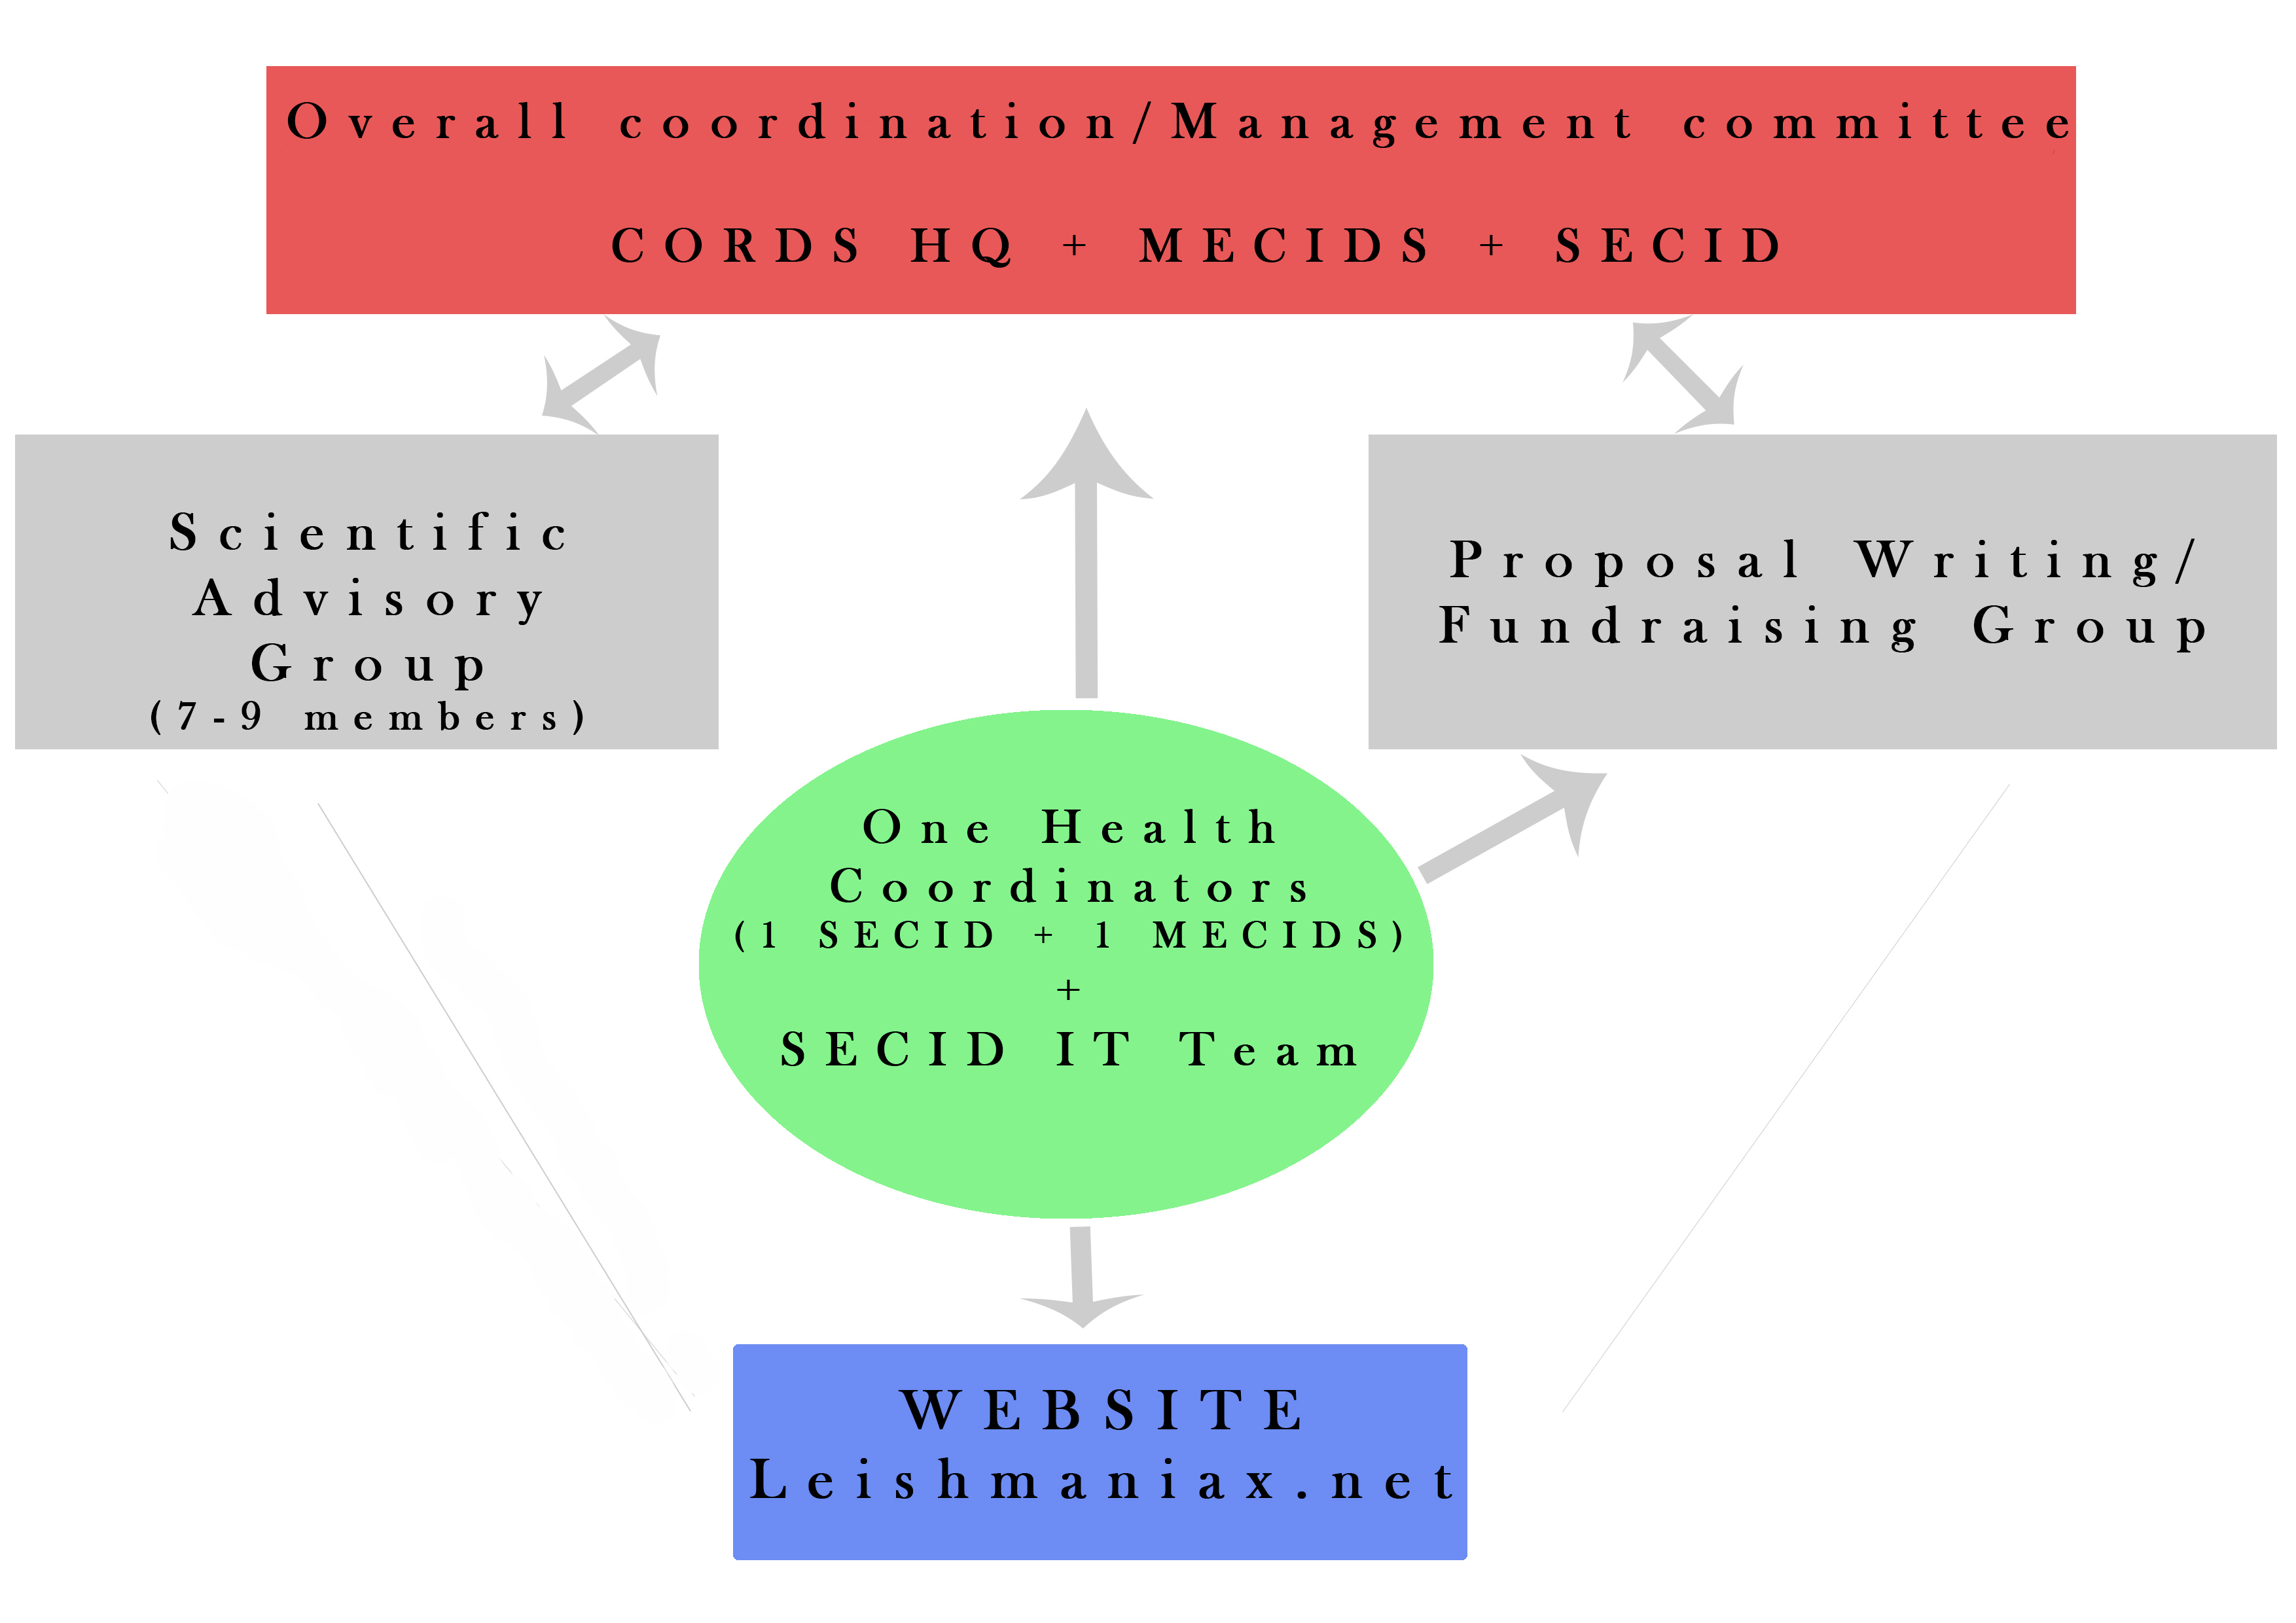 Overall coordination/Management committee
CORDS HQ + MECIDS + SECID
Scientific
Advisory
Group
(7-9 members)
Proposal Writing/
Fundraising Group
One Health
Coordinators
(1 SECID + 1 MECIDS)
+
SECID IT Team
WEBSITE
Leishmaniax.net